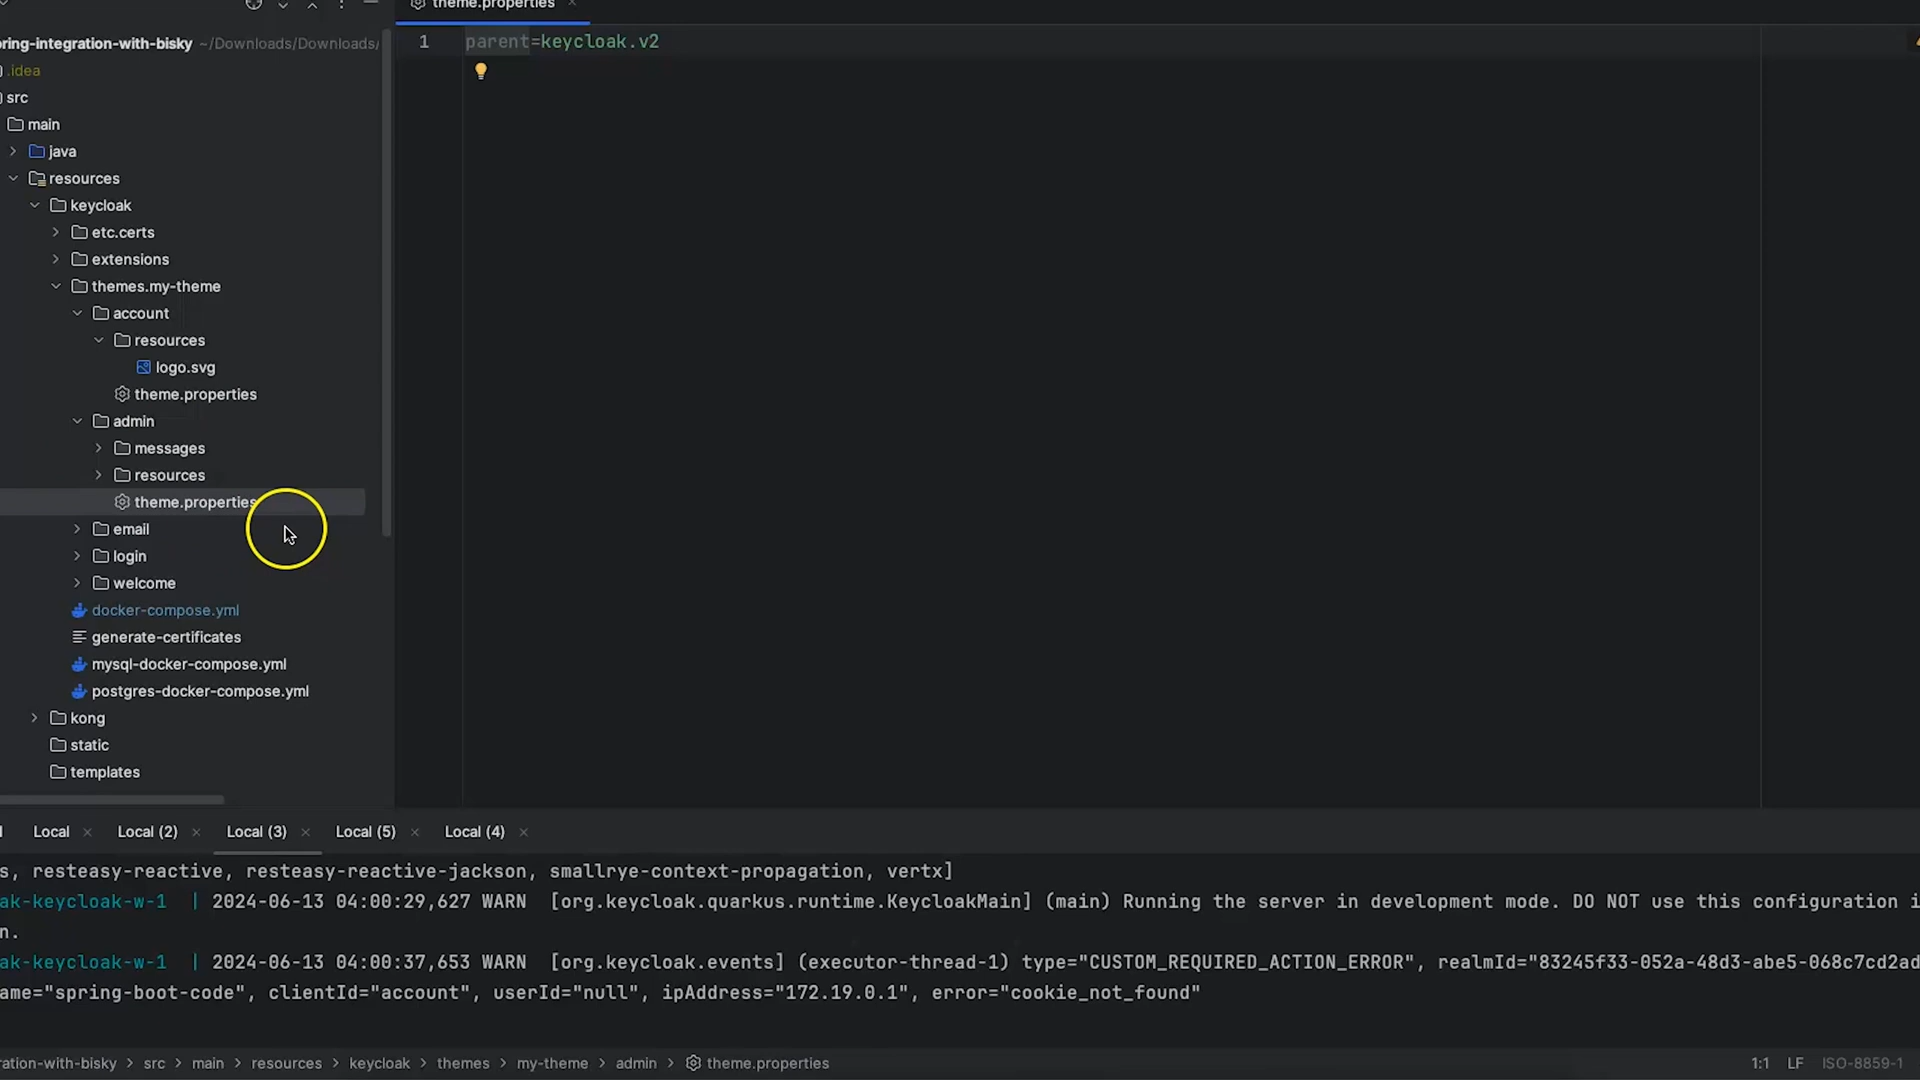 theme.properties
ring-integration-with-bisky ~/Downloads/Downloads/
.idea
src
main
java
resources
keycloak
etc.certs
extensions
themes.my-theme
account
resources
logo.svg
theme.properties
admin
messages
resources
theme.properties
email
login
welcome
docker-compose.yml
generate-certificates
mysql-docker-compose.yml
postgres-docker-compose.yml
kong
static
templates
1 parent=keycloak.v2
Local Local (2) Local (3) Local (5) Local (4)
s, resteasy-reactive, resteasy-reactive-jackson, smallrye-context-propagation, vertx]
ak-keycloak-w-1 | 2024-06-13 04:00:29,627 WARN [org.keycloak.quarkus.runtime.KeycloakMain] (main) Running the server in development mode. DO NOT use this configuration i
n.
ak-keycloak-w-1 | 2024-06-13 04:00:37,653 WARN [org.keycloak.events] (executor-thread-1) type="CUSTOM_REQUIRED_ACTION_ERROR", realmId="83245f33-052a-48d3-abe5-068c7cd2ad
ame="spring-boot-code", clientId="account", userId="null", ipAddress="172.19.0.1", error="cookie_not_found"
ration-with-bisky > src > main > resources > keycloak > themes > my-theme > admin > theme.properties 1:1 LF ISO-8859-1